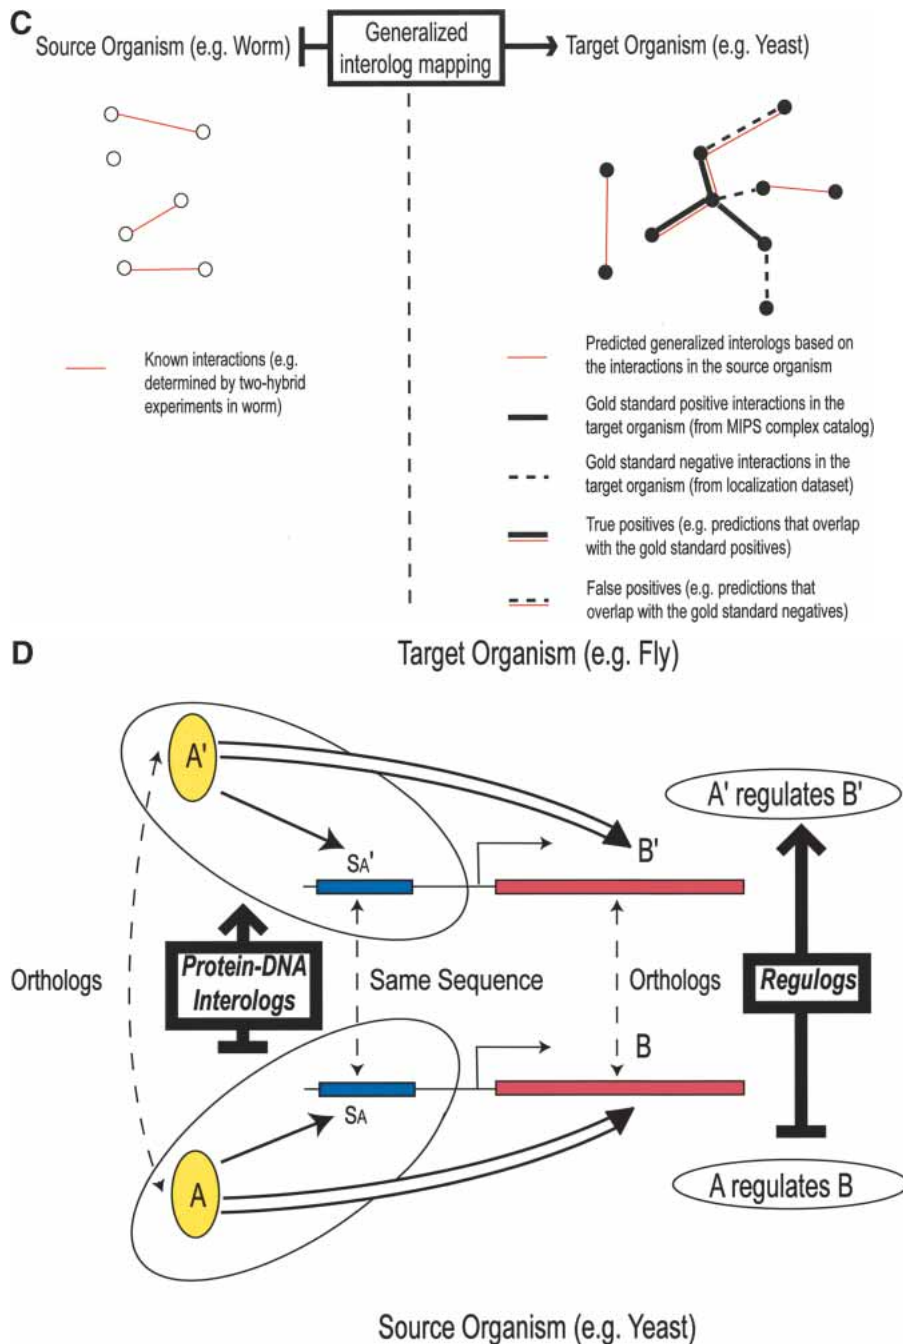 C
Source Organism (e.g. Worm)
Generalized
interolog mapping
Target Organism (e.g. Yeast)
Known interactions (e.g.
determined by two-hybrid
experiments in worm)
Predicted generalized interologs based on
the interactions in the source organism
Gold standard positive interactions in the
target organism (from MIPS complex catalog)
Gold standard negative interactions in the
target organism (from localization dataset)
True positives (e.g. predictions that overlap
with the gold standard positives)
False positives (e.g. predictions that
overlap with the gold standard negatives)
D
Target Organism (e.g. Fly)
A'
A' regulates B'
SA'
B'
Orthologs
Protein-DNA
Interologs
Same Sequence
Orthologs
Regulogs
B
SA
A
A regulates B
Source Organism (e.g. Yeast)